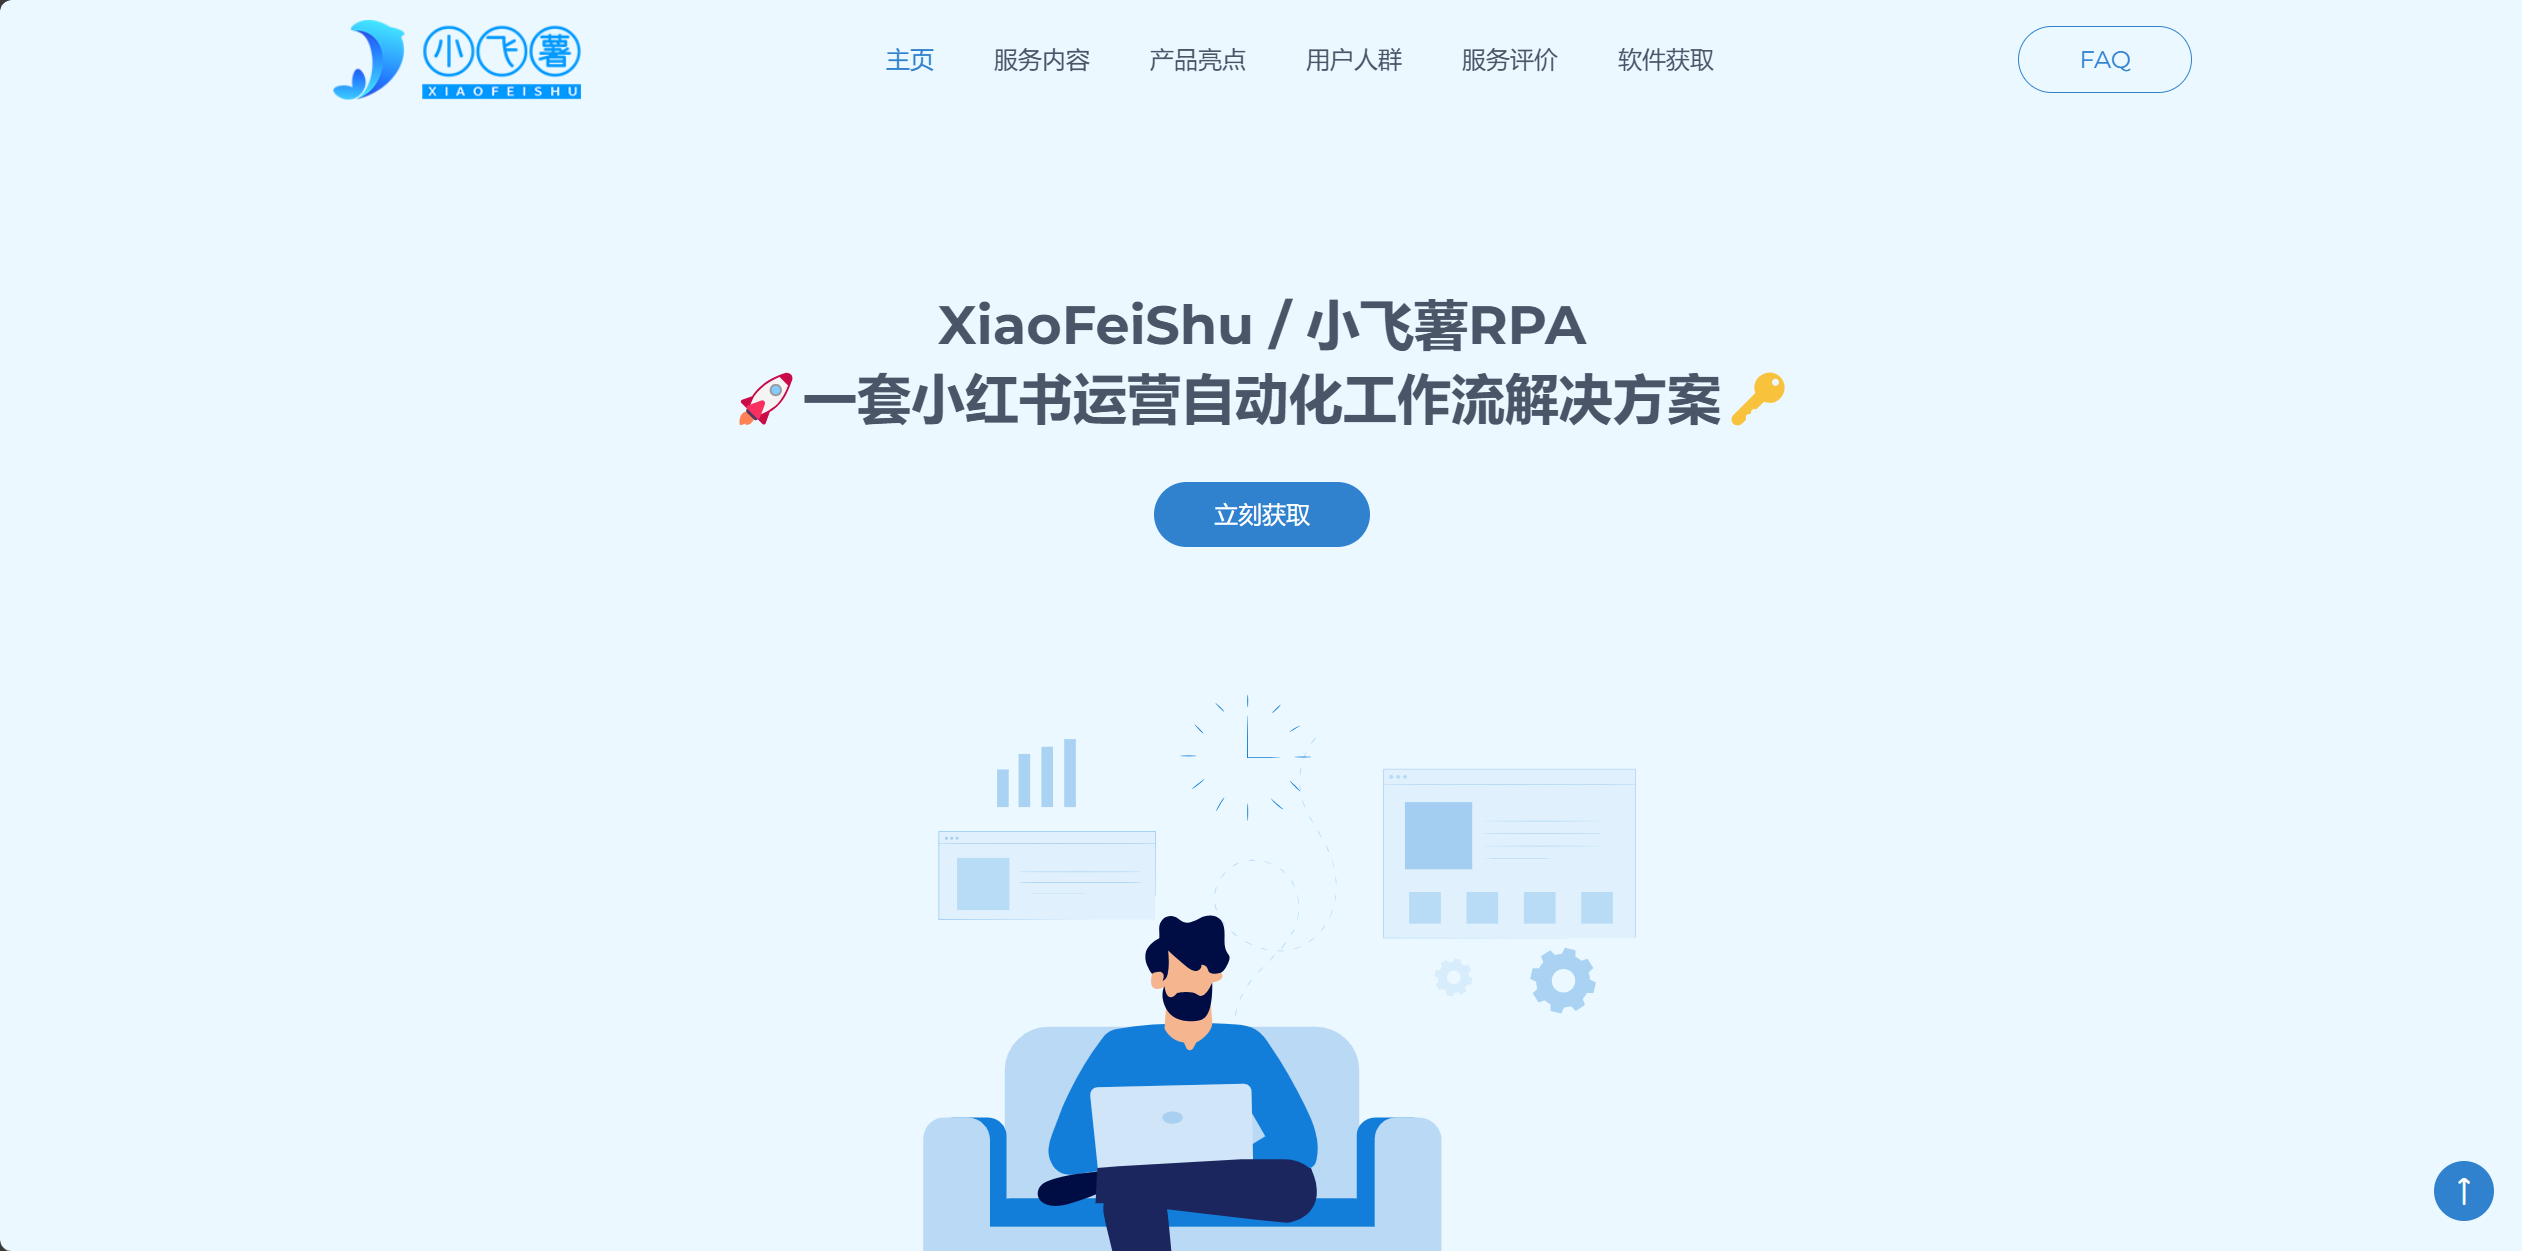 小飞薯
XIAOFEISHU
主页 服务内容 产品亮点 用户人群 服务评价 软件获取 FAQ
XiaoFeiShu / 小飞薯RPA
🚀一套小红书运营自动化工作流解决方案🔑
立刻获取
↑